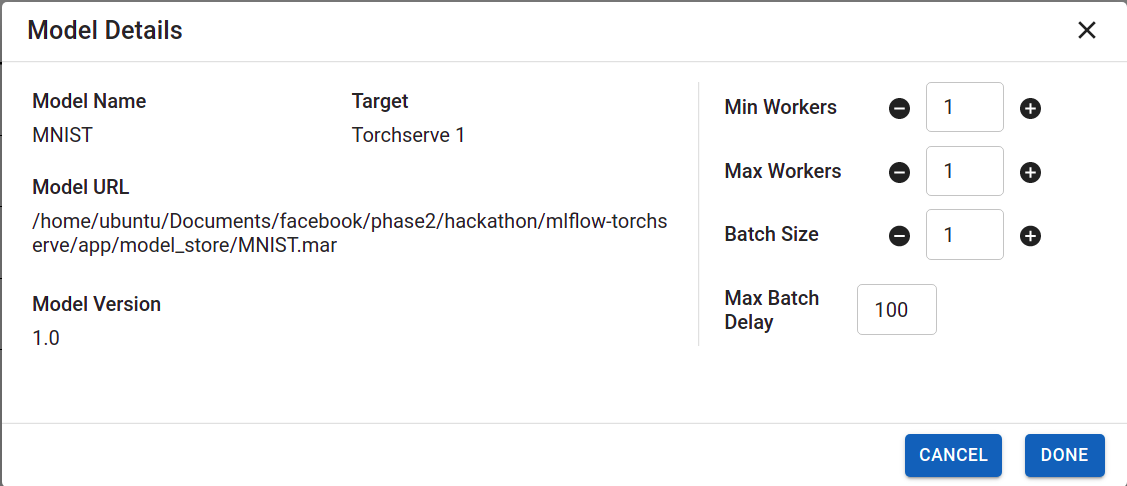 Model Details
Model Name
MNIST
Target
Torchserve 1
Model URL
/home/ubuntu/Documents/facebook/phase2/hackathon/mlflow-torchs
erve/app/model_store/MNIST.mar
Model Version
1.0
Min Workers
1
Max Workers
1
Batch Size
1
Max Batch
Delay
100
CANCEL
DONE